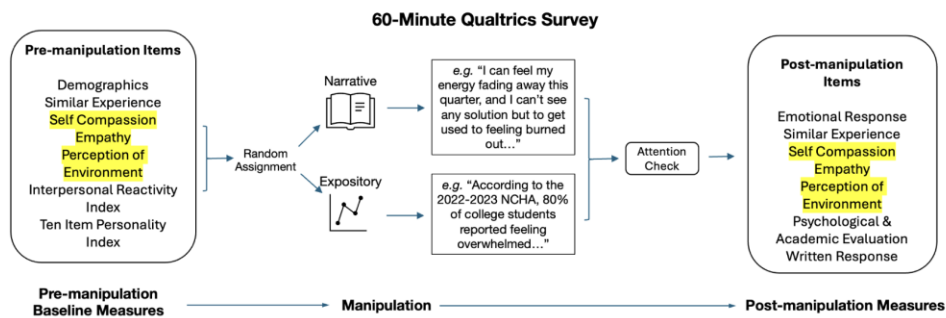 60-Minute Qualtrics Survey
Pre-manipulation Items
Demographics
Similar Experience
Self Compassion
Empathy
Perception of
Environment
Interpersonal Reactivity
Index
Ten Item Personality
Index
Random
Assignment
Narrative
Expository
e.g. “I can feel my
energy fading away this
quarter, and I can’t see
any solution but to get
used to feeling burned
out…”
e.g. “According to the
2022-2023 NCHA, 80%
of college students
reported feeling
overwhelmed…”
Attention
Check
Post-manipulation
Items
Emotional Response
Similar Experience
Self Compassion
Empathy
Perception of
Environment
Psychological &
Academic Evaluation
Written Response
Pre-manipulation
Baseline Measures
Manipulation
Post-manipulation Measures